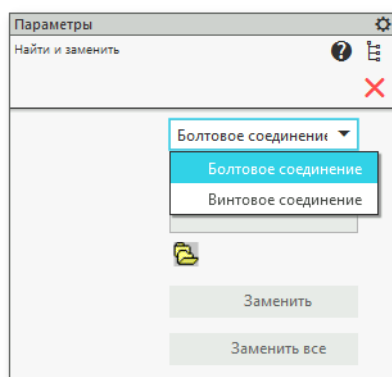 Параметры
Найти и заменить
Болтовое соединение
Болтовое соединение
Винтовое соединение
Заменить
Заменить все